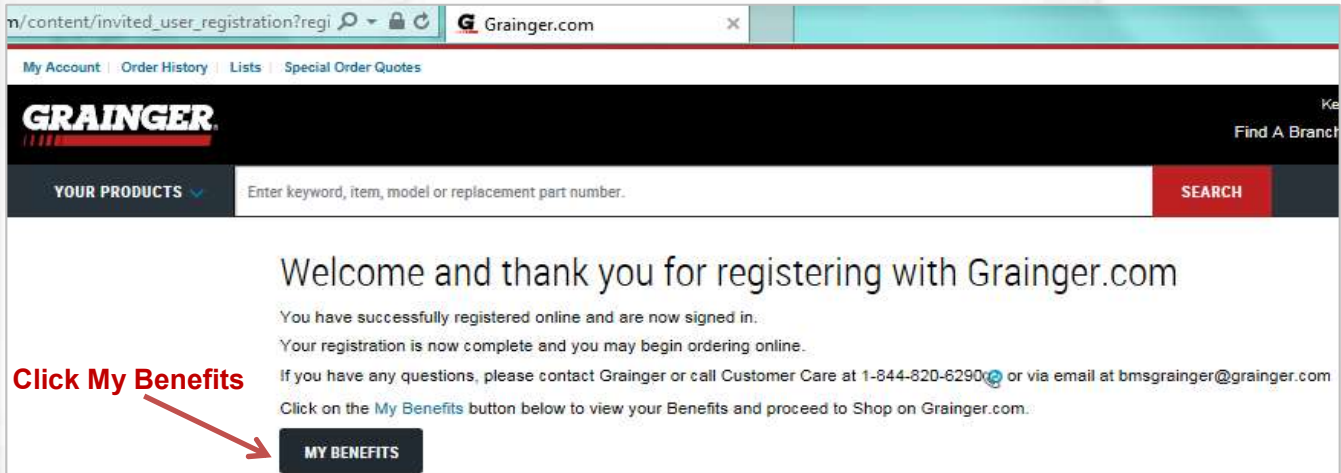 m/content/invited_user_registration?regi
Grainger.com
My Account Order History Lists Special Order Quotes
GRAINGER
Ke
Find A Branch
YOUR PRODUCTS
Enter keyword, item, model or replacement part number.
SEARCH
Welcome and thank you for registering with Grainger.com
You have successfully registered online and are now signed in.
Your registration is now complete and you may begin ordering online.
Click My Benefits
If you have any questions, please contact Grainger or call Customer Care at 1-844-820-6290 or via email at bmsgrainger@grainger.com
Click on the My Benefits button below to view your Benefits and proceed to Shop on Grainger.com.
MY BENEFITS